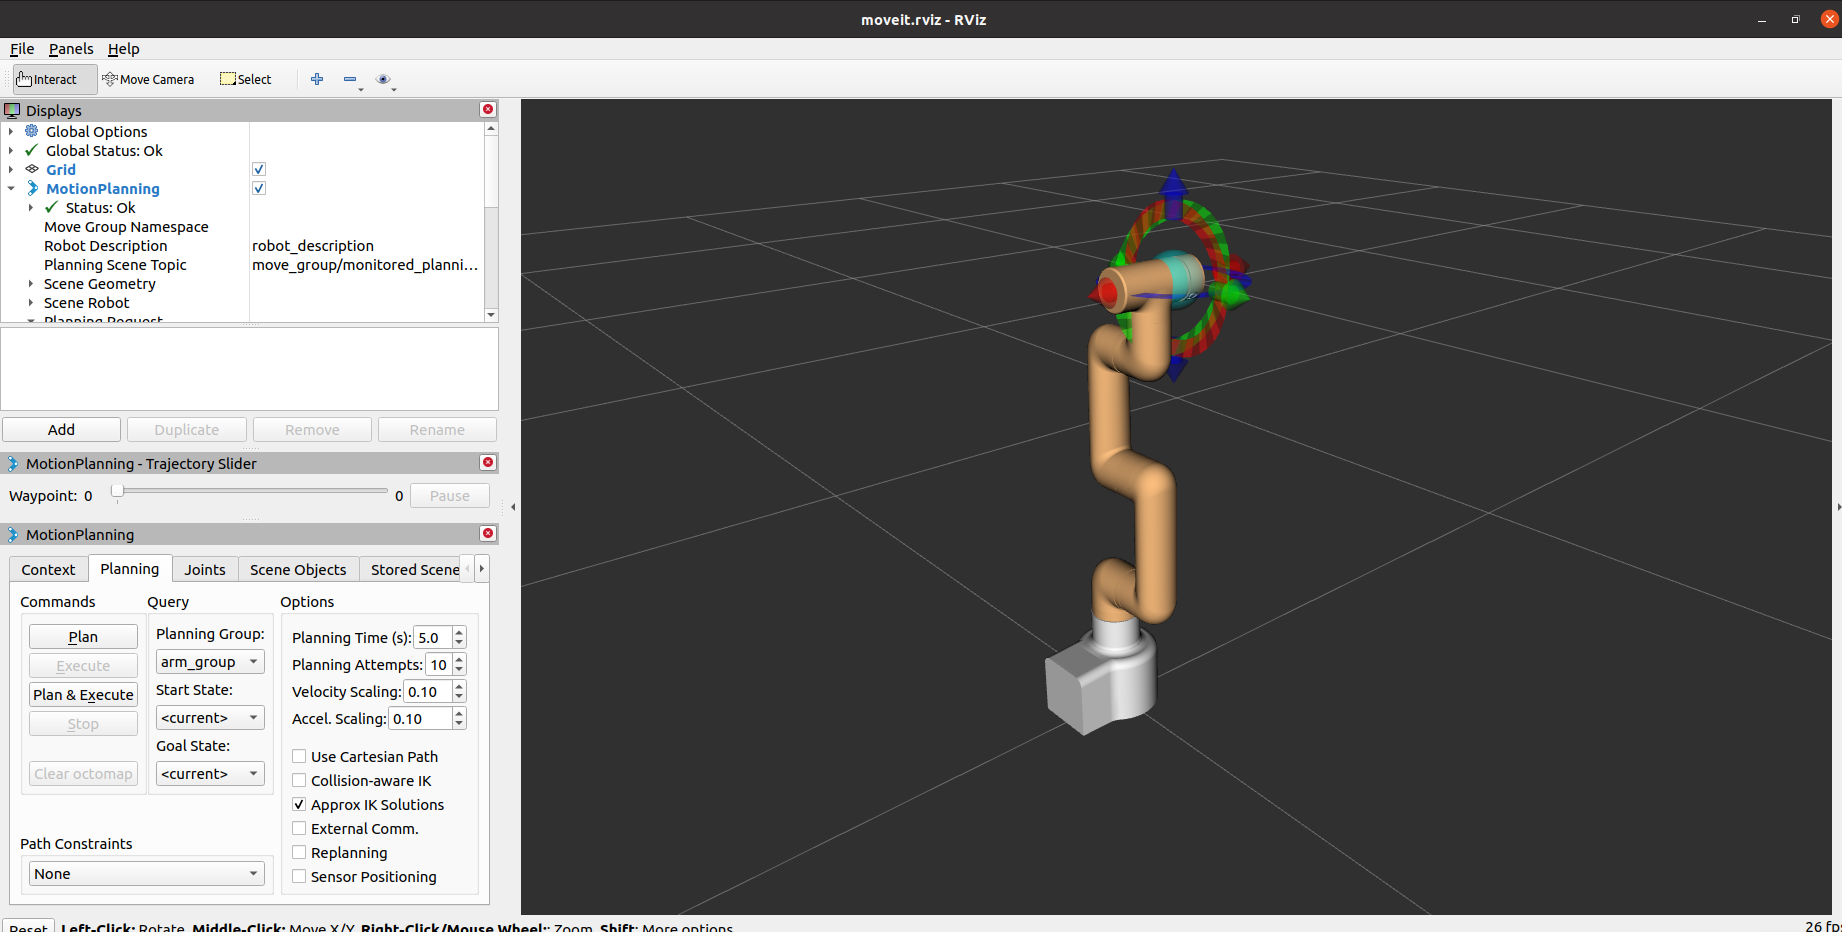 moveit.rviz - RViz
File Panels Help
Interact Move Camera Select
Displays
Global Options
Global Status: Ok
Grid
MotionPlanning
Status: Ok
Move Group Namespace
Robot Description robot_description
Planning Scene Topic move_group/monitored_planni...
Scene Geometry
Scene Robot
Planning Request
Add Duplicate Remove Rename
MotionPlanning - Trajectory Slider
Waypoint: 0 0 Pause
MotionPlanning
Context Planning Joints Scene Objects Stored Scene
Commands Query Options
Plan
Execute
Plan & Execute
Stop
Clear octomap
Planning Group:
arm_group
Start State:
<current>
Goal State:
<current>
Planning Time (s): 5.0
Planning Attempts: 10
Velocity Scaling: 0.10
Accel. Scaling: 0.10
Use Cartesian Path
Collision-aware IK
Approx IK Solutions
External Comm.
Replanning
Sensor Positioning
Path Constraints
None
Reset Left-Click: Rotate. Middle-Click: Move X/Y. Right-Click/Mouse Wheel:: Zoom. Shift: More options. 26 fps